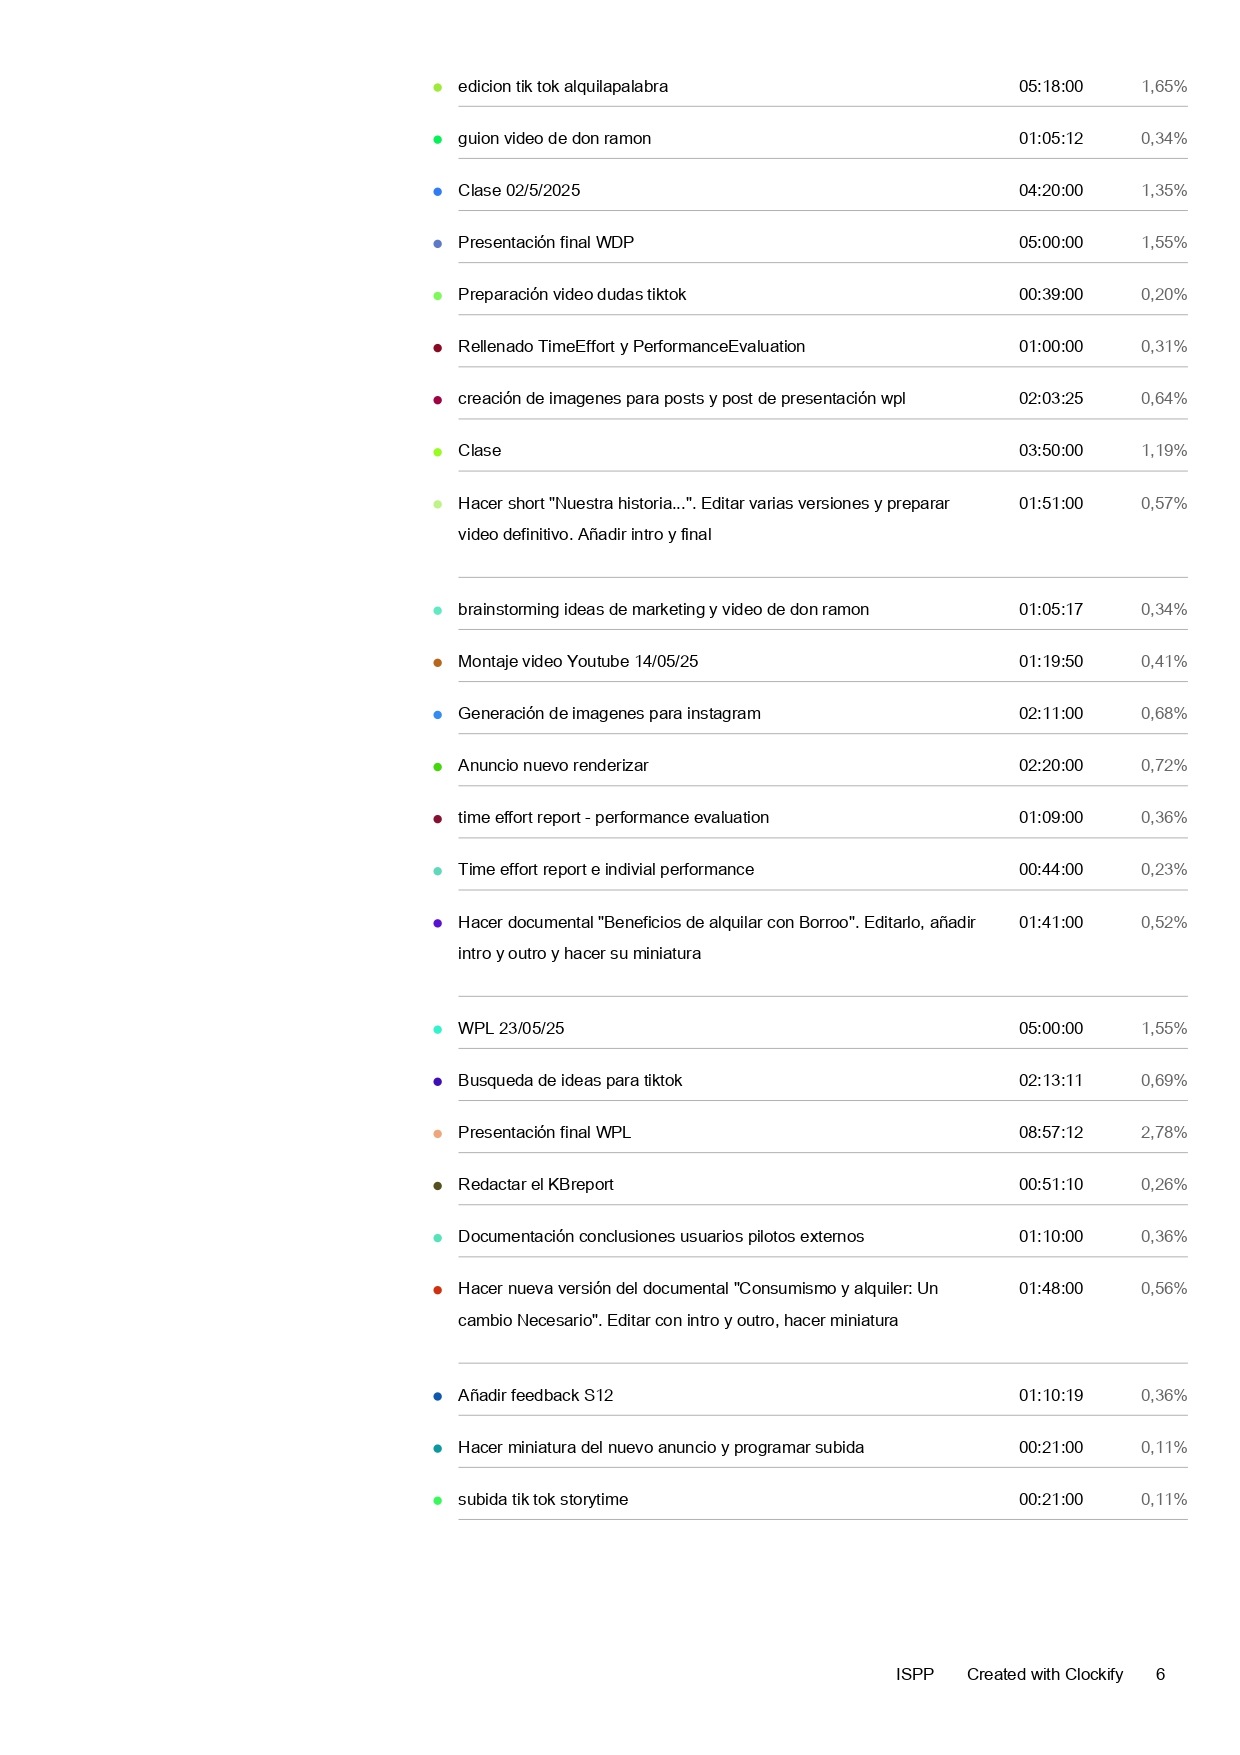 edicion tik tok alquilapalabra 05:18:00 1,65%
guion video de don ramon 01:05:12 0,34%
Clase 02/5/2025 04:20:00 1,35%
Presentación final WDP 05:00:00 1,55%
Preparación video dudas tiktok 00:39:00 0,20%
Rellenado TimeEffort y PerformanceEvaluation 01:00:00 0,31%
creación de imagenes para posts y post de presentación wpl 02:03:25 0,64%
Clase 03:50:00 1,19%
Hacer short "Nuestra historia...". Editar varias versiones y preparar 01:51:00 0,57%
video definitivo. Añadir intro y final
brainstorming ideas de marketing y video de don ramon 01:05:17 0,34%
Montaje video Youtube 14/05/25 01:19:50 0,41%
Generación de imagenes para instagram 02:11:00 0,68%
Anuncio nuevo renderizar 02:20:00 0,72%
time effort report - performance evaluation 01:09:00 0,36%
Time effort report e indivial performance 00:44:00 0,23%
Hacer documental "Beneficios de alquilar con Borroo". Editarlo, añadir 01:41:00 0,52%
intro y outro y hacer su miniatura
WPL 23/05/25 05:00:00 1,55%
Busqueda de ideas para tiktok 02:13:11 0,69%
Presentación final WPL 08:57:12 2,78%
Redactar el KBreport 00:51:10 0,26%
Documentación conclusiones usuarios pilotos externos 01:10:00 0,36%
Hacer nueva versión del documental "Consumismo y alquiler: Un 01:48:00 0,56%
cambio Necesario". Editar con intro y outro, hacer miniatura
Añadir feedback S12 01:10:19 0,36%
Hacer miniatura del nuevo anuncio y programar subida 00:21:00 0,11%
subida tik tok storytime 00:21:00 0,11%
ISPP Created with Clockify 6